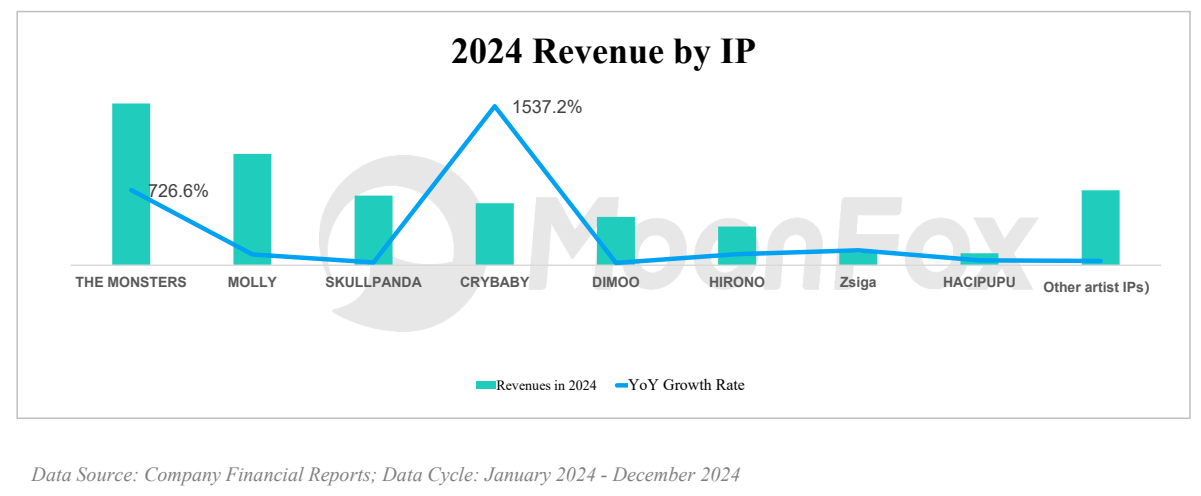 2024 Revenue by IP
1537.2%
726.6%
MoonFox
THE MONSTERS MOLLY SKULLPANDA CRYBABY DIMOO HIRONO Zsiga HACIPUPU Other artist IPs)
Revenues in 2024 YoY Growth Rate
Data Source: Company Financial Reports; Data Cycle: January 2024 - December 2024